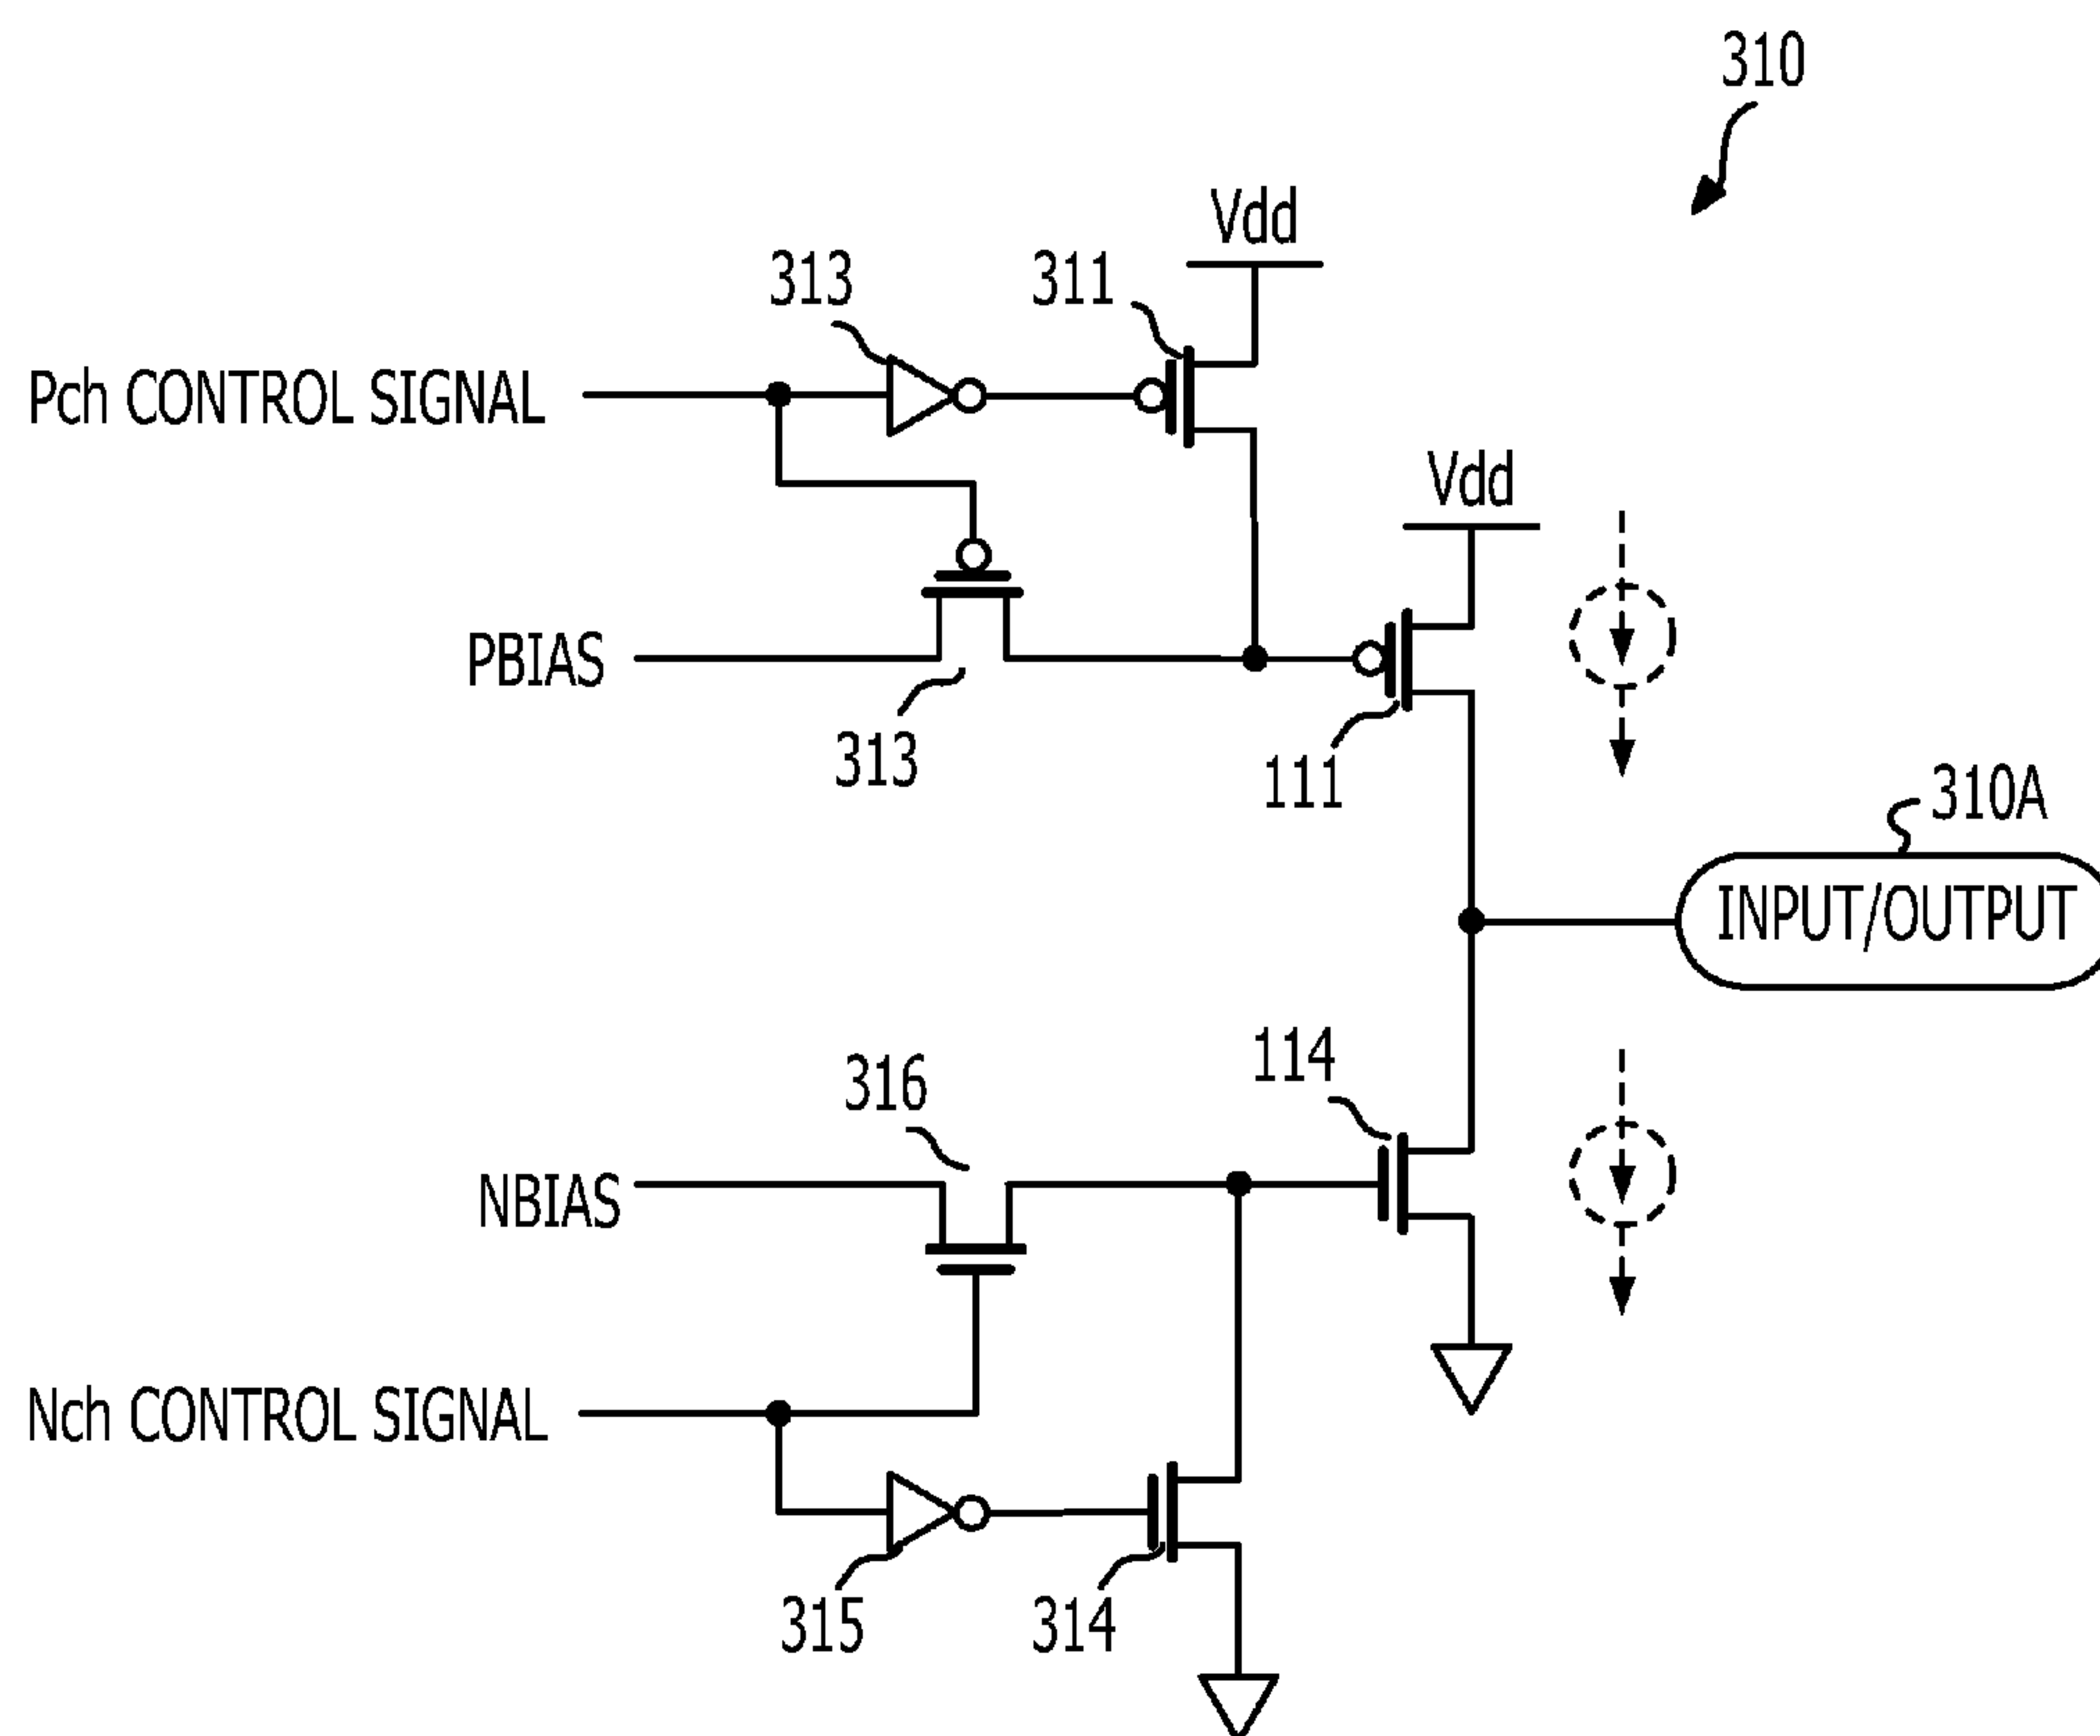 310
Vdd
313
311
Pch CONTROL SIGNAL
Vdd
PBIAS
313
111
310A
INPUT/OUTPUT
114
316
NBIAS
Nch CONTROL SIGNAL
315
314